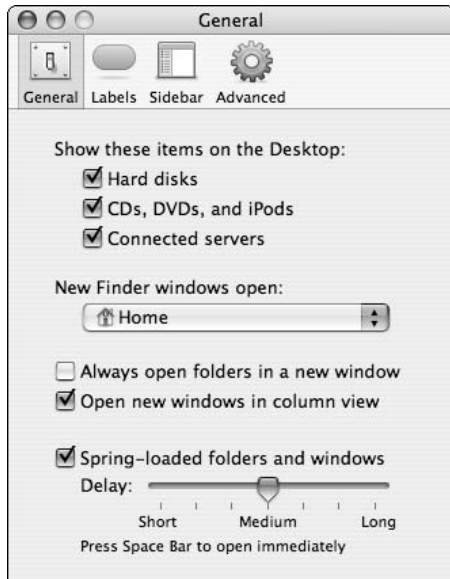 General
General Labels Sidebar Advanced
Show these items on the Desktop:
Hard disks
CDs, DVDs, and iPods
Connected servers
New Finder windows open:
Home
Always open folders in a new window
Open new windows in column view
Spring-loaded folders and windows
Delay:
Short Medium Long
Press Space Bar to open immediately